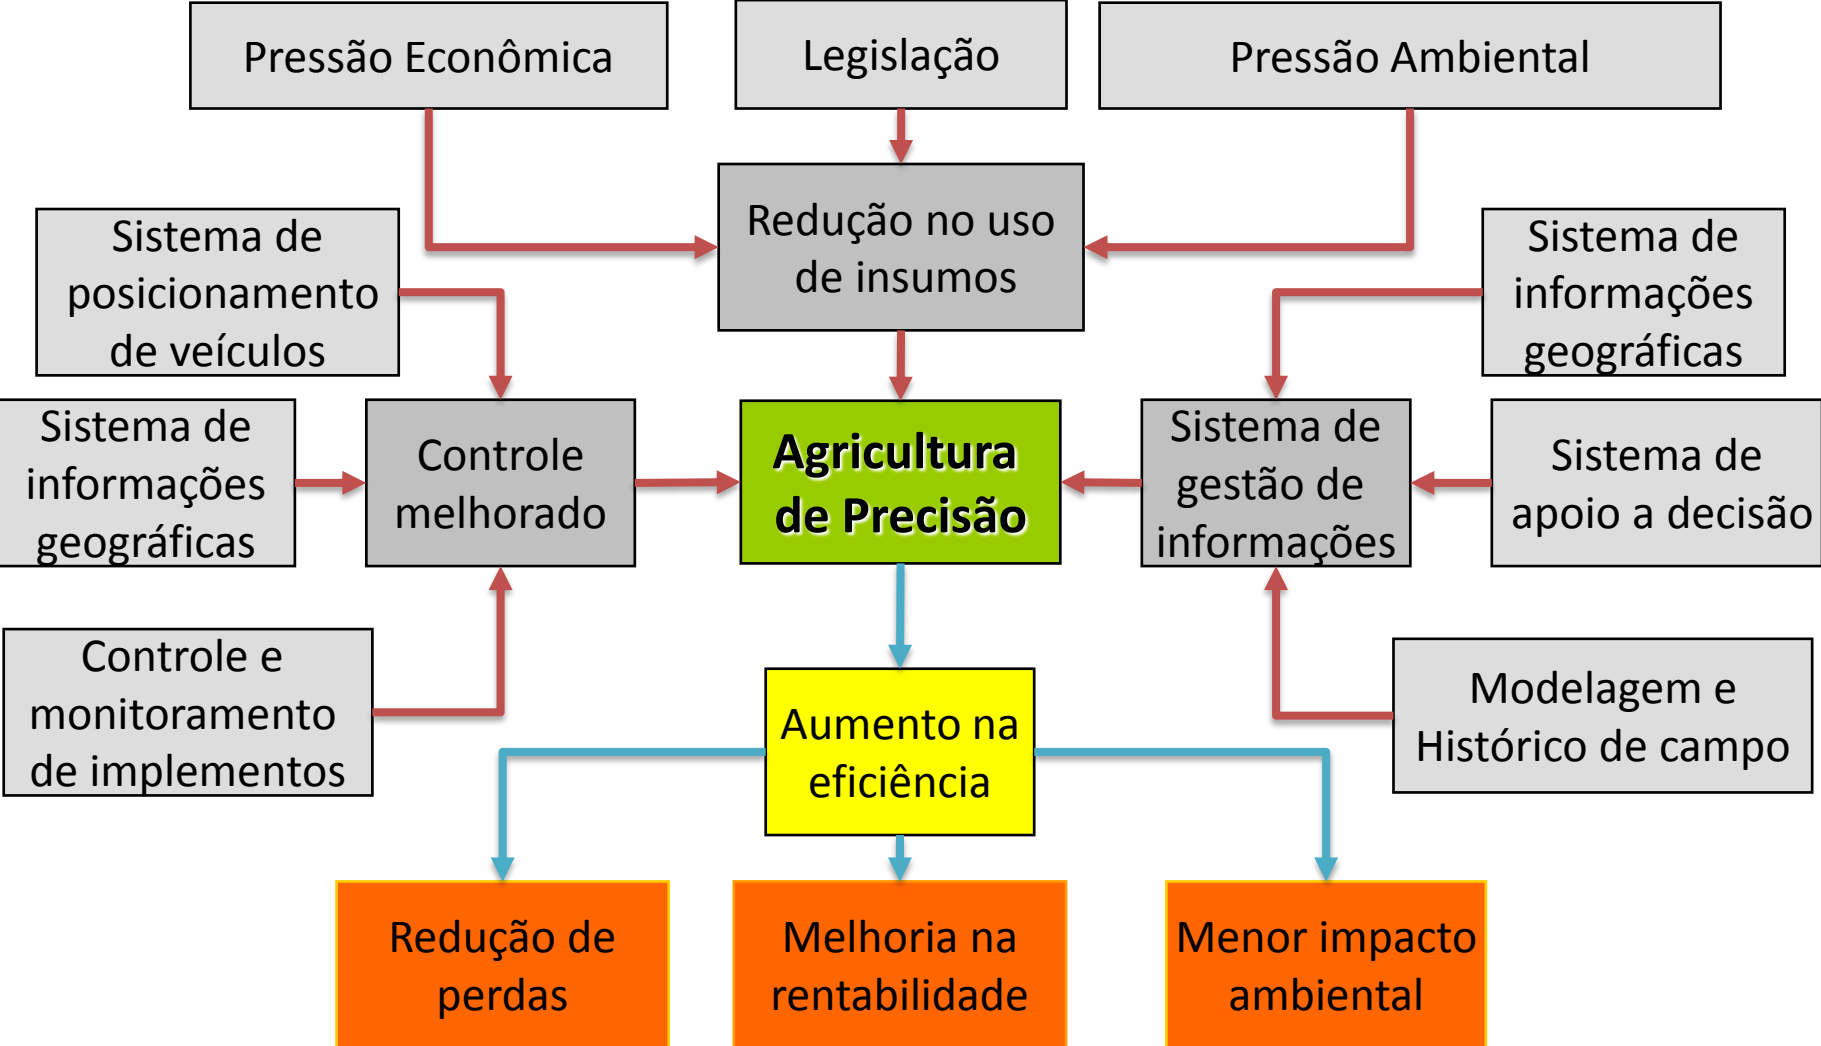 Pressão Econômica
Legislação
Pressão Ambiental
Redução no uso
de insumos
Sistema de
posicionamento
de veículos
Sistema de
informações
geográficas
Sistema de
informações
geográficas
Controle
melhorado
Agricultura
de Precisão
Sistema de
gestão de
informações
Sistema de
apoio a decisão
Controle e
monitoramento
de implementos
Aumento na
eficiência
Modelagem e
Histórico de campo
Redução de
perdas
Melhoria na
rentabilidade
Menor impacto
ambiental